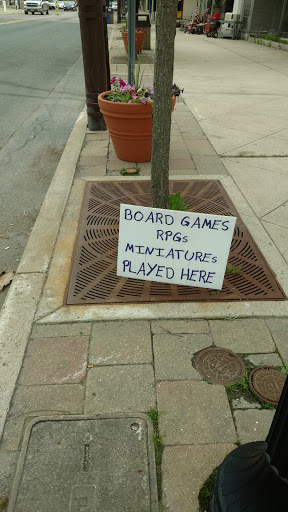 BOARD GAMES
RPGs
MINIATUREs
PLAYED HERE